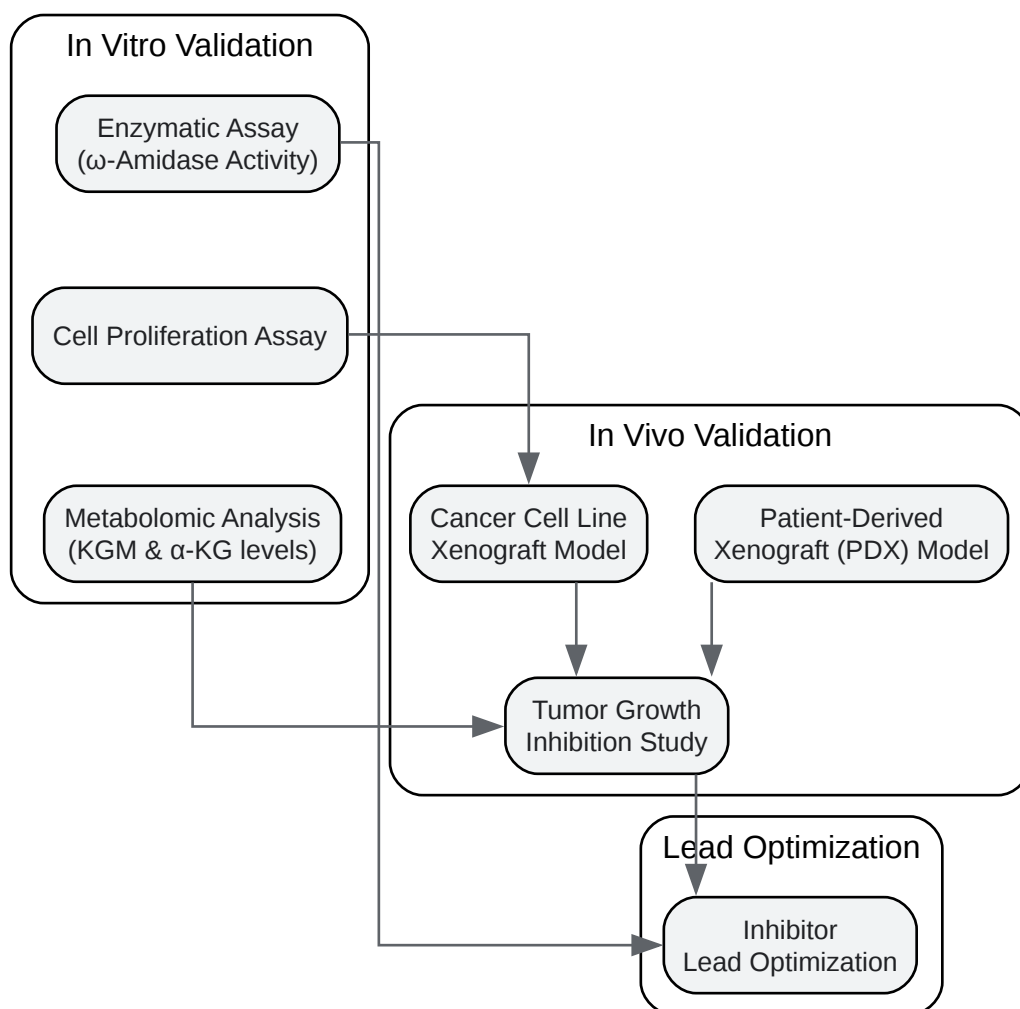 In Vitro Validation
Enzymatic Assay
(ω-Amidase Activity)
Cell Proliferation Assay
Metabolomic Analysis
(KGM & α-KG levels)
In Vivo Validation
Cancer Cell Line
Xenograft Model
Patient-Derived
Xenograft (PDX) Model
Tumor Growth
Inhibition Study
Lead Optimization
Inhibitor
Lead Optimization